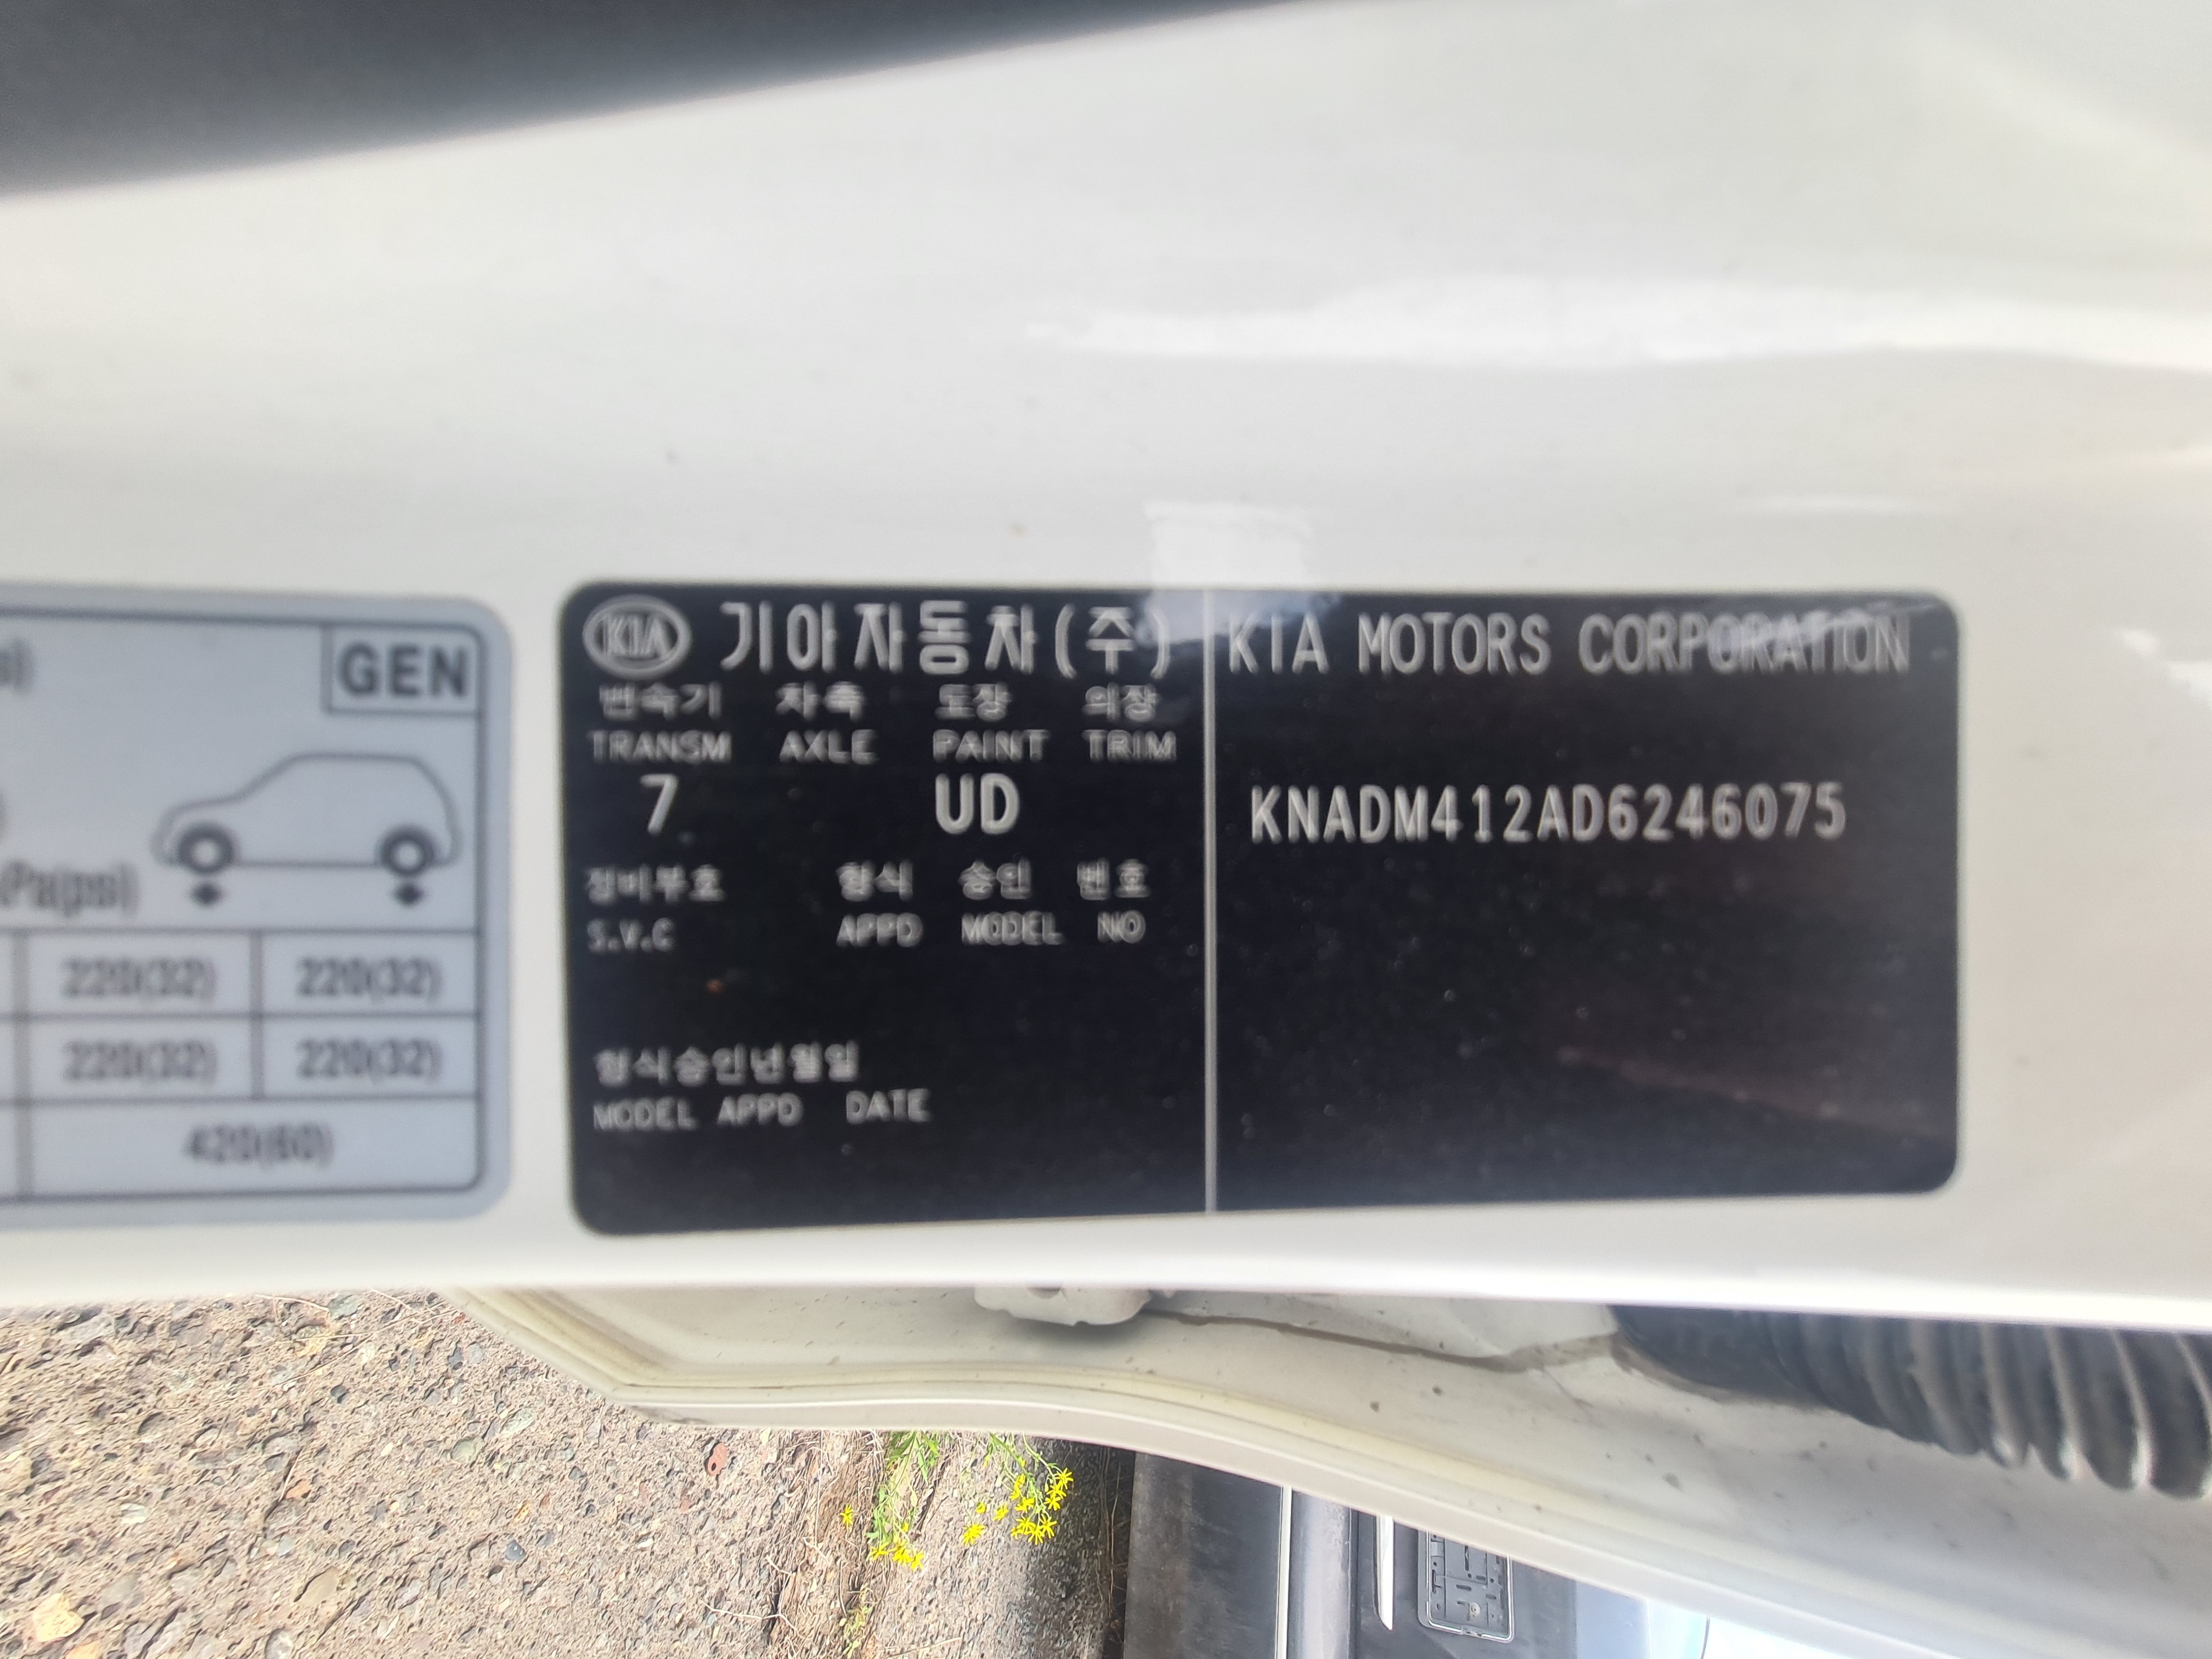 GEN
Pa(psi)
220(32) 220(32)
220(32) 220(32)
420(60)
KIA 기아자동차(주) KIA MOTORS CORPORATION
변속기 차축 도장 의장
TRANSM AXLE PAINT TRIM
7 UD
KNADM412AD6246075
정비부호 형식 승인 번호
S.V.C APPD MODEL NO
형식승인년월일
MODEL APPD DATE